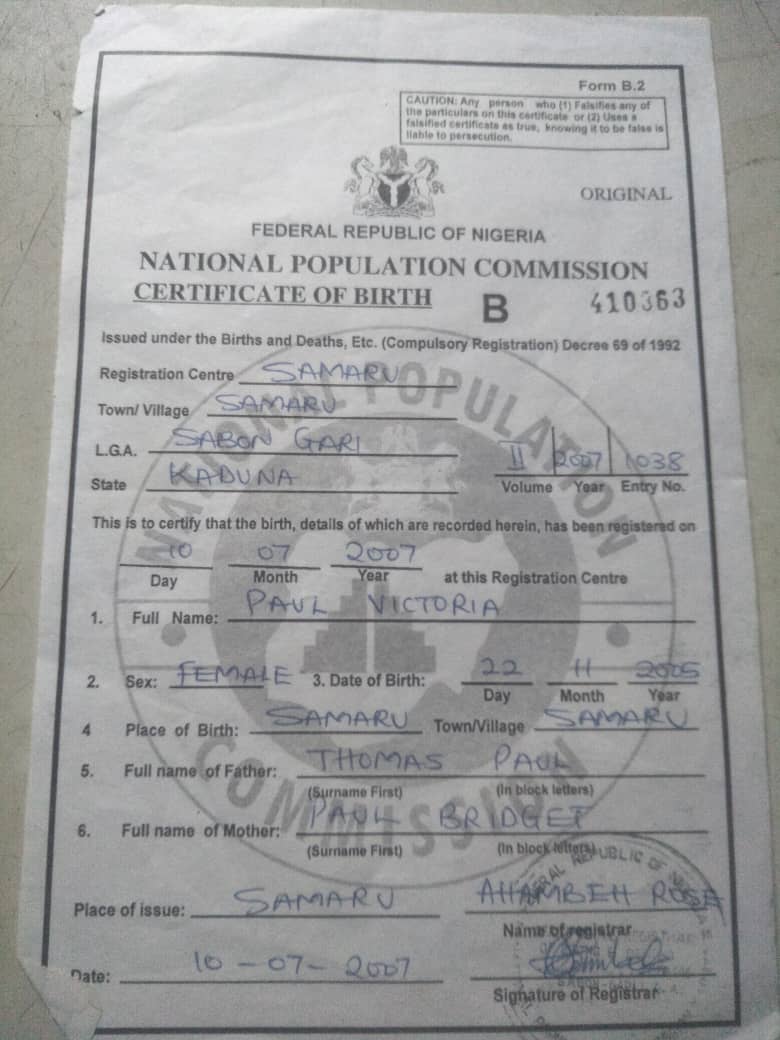 Form B.2
CAUTION: Any person who (1) Falsifies any of
the particulars on this certificate or (2) Uses a
falsified certificate as true, knowing it to be false is
liable to persecution.
ORIGINAL
FEDERAL REPUBLIC OF NIGERIA
NATIONAL POPULATION COMMISSION
CERTIFICATE OF BIRTH B 410363
Issued under the Births and Deaths, Etc. (Compulsory Registration) Decree 69 of 1992
Registration Centre SAMARU
Town/ Village SAMARU
L.G.A. SABON GARI
State KADUNA
II 2007 1038
Volume Year Entry No.
This is to certify that the birth, details of which are recorded herein, has been registered on
10 07 2007
Day Month Year at this Registration Centre
1. Full Name: PAUL VICTORIA
2. Sex: FEMALE 3. Date of Birth: 22 11 2005
Day Month Year
4 Place of Birth: SAMARU Town/Village SAMARU
5. Full name of Father: THOMAS PAUL
(Surname First) (In block letters)
6. Full name of Mother: PAUL BRIDGET
(Surname First) (In block letters)
Place of issue: SAMARU AHAMBEH ROSE
Name of registrar
Date: 10-07-2007
Signature of Registrar
NATIONAL POPULATION
COMMISSION